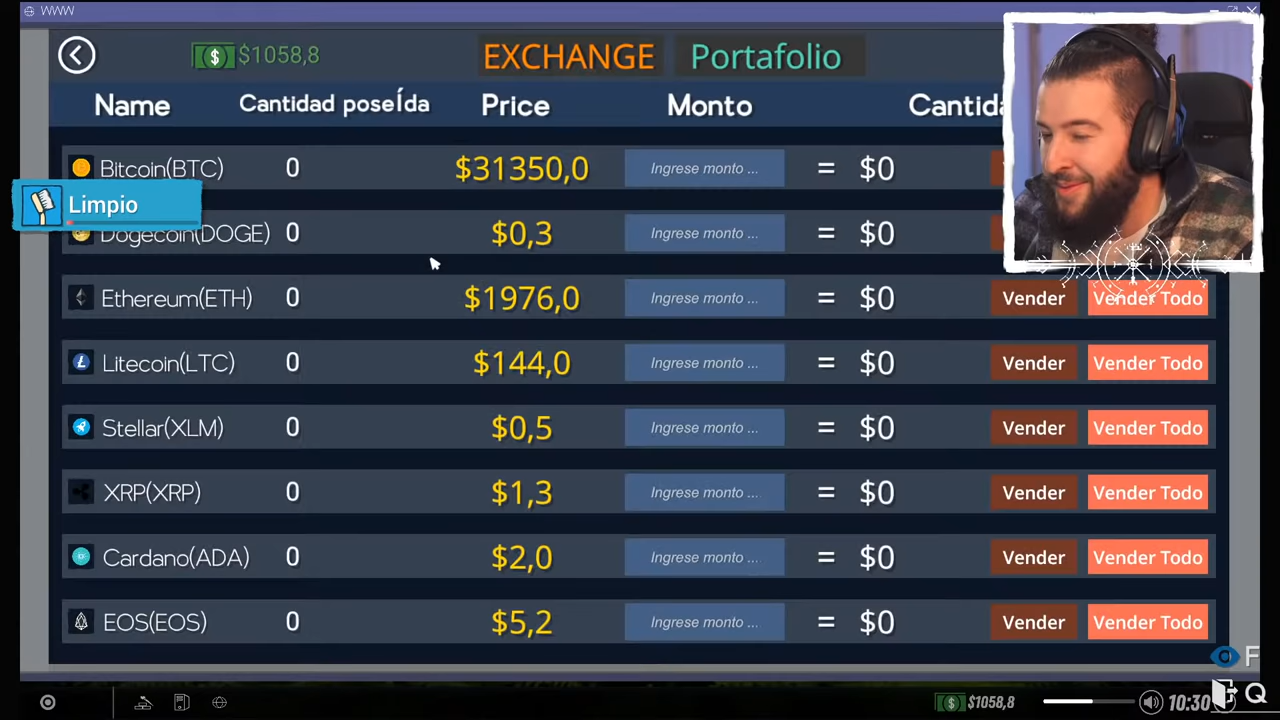 WWW
$1058,8 EXCHANGE Portafolio
Name Cantidad poseÍda Price Monto
Bitcoin(BTC) 0 $31350,0 Ingrese monto ... = $0
Limpio
Dogecoin(DOGE) 0 $0,3 Ingrese monto ... = $0
Ethereum(ETH) 0 $1976,0 Ingrese monto ... = $0 Vender Vender Todo
Litecoin(LTC) 0 $144,0 Ingrese monto ... = $0 Vender Vender Todo
Stellar(XLM) 0 $0,5 Ingrese monto ... = $0 Vender Vender Todo
XRP(XRP) 0 $1,3 Ingrese monto ... = $0 Vender Vender Todo
Cardano(ADA) 0 $2,0 Ingrese monto ... = $0 Vender Vender Todo
EOS(EOS) 0 $5,2 Ingrese monto ... = $0 Vender Vender Todo
F
$1058,8 10:30 Q